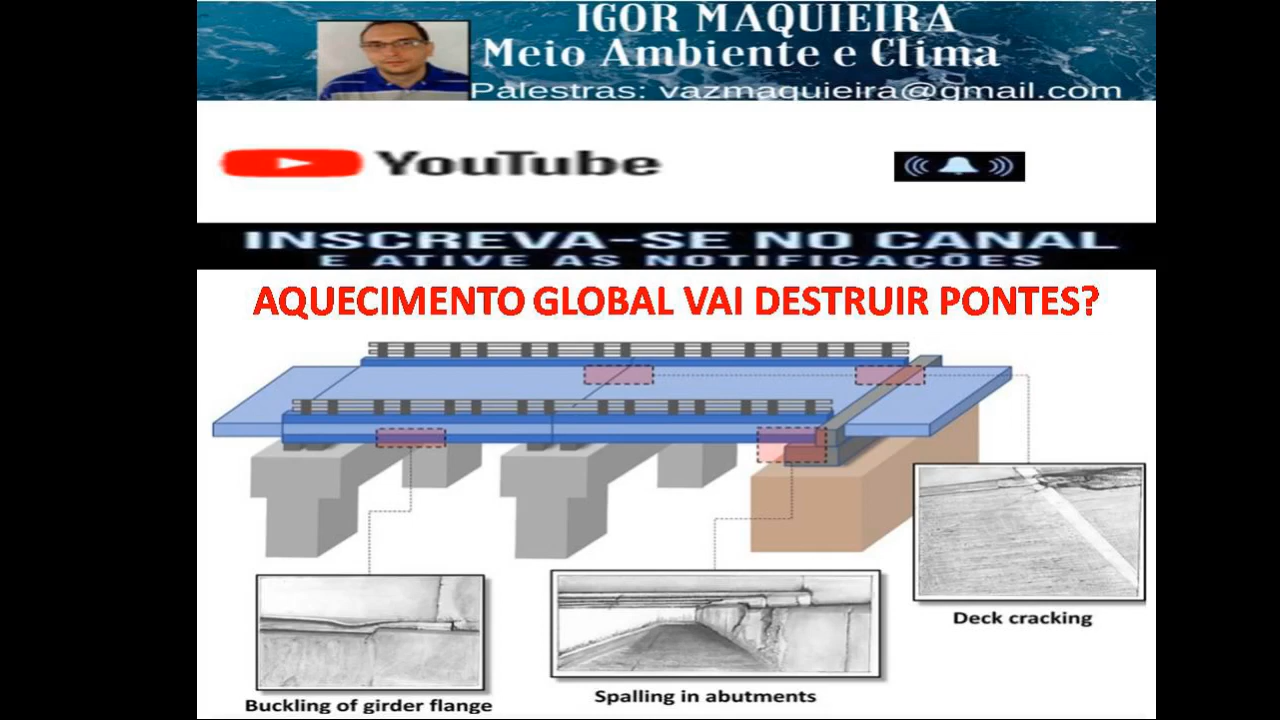 IGOR MAQUIEIRA
Meio Ambiente e Clima
Palestras: vazmaquieira@gmail.com
YouTube
INSCREVA-SE NO CANAL
E ATIVE AS NOTIFICAÇÕES
AQUECIMENTO GLOBAL VAI DESTRUIR PONTES?
Deck cracking
Spalling in abutments
Buckling of girder flange